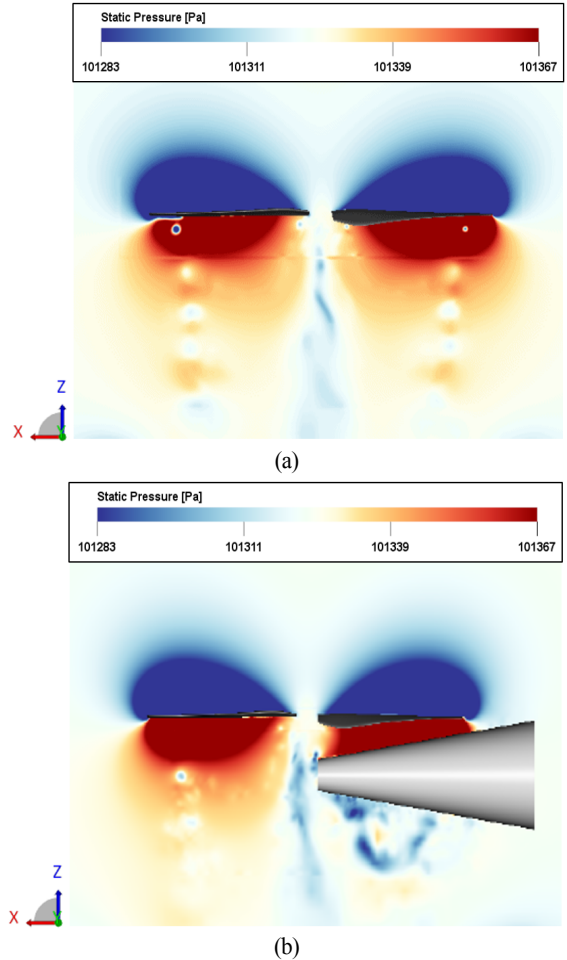 Static Pressure [Pa]
101283 101311 101339 101367
Z
X
Y
(a)
Static Pressure [Pa]
101283 101311 101339 101367
Z
X
Y
(b)